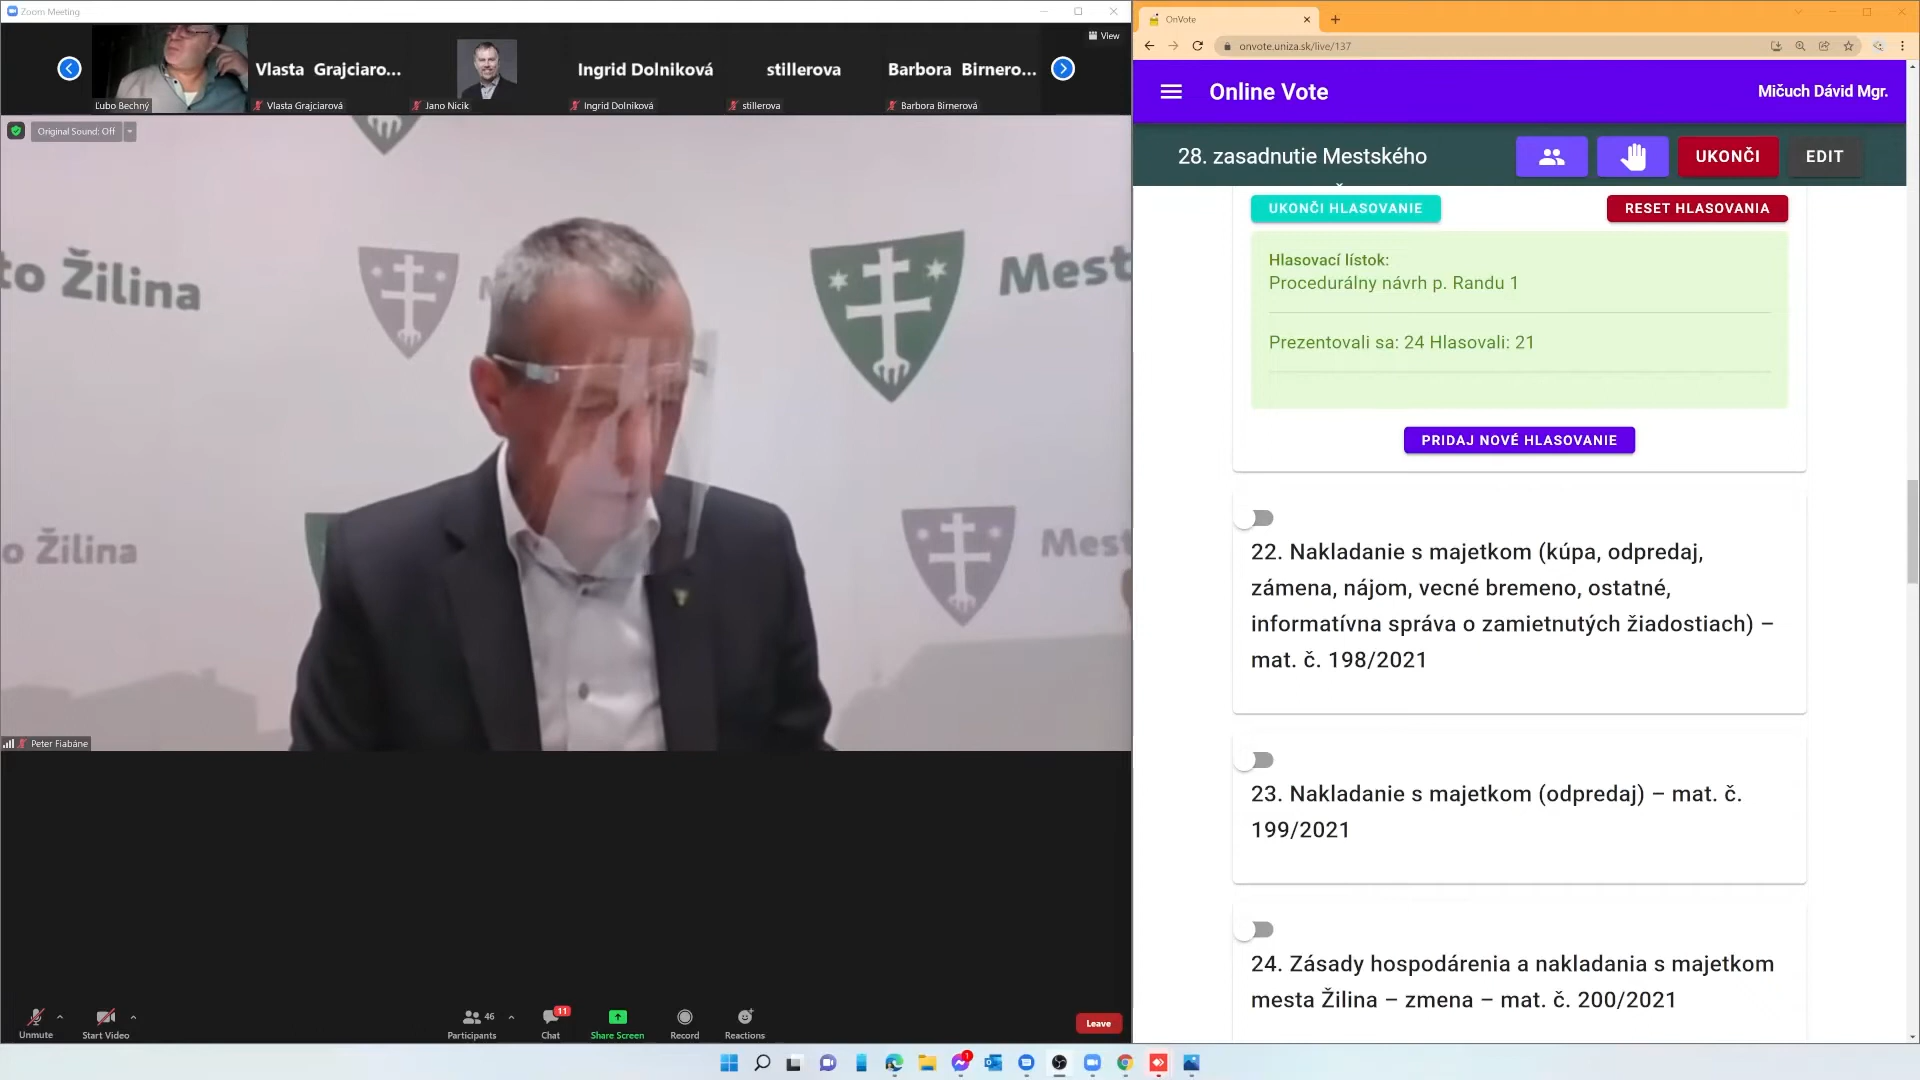 Zoom Meeting
View
Vlasta Grajciaro...
Ingrid Dolniková
stillerova
Barbora Birnero...
Ľubo Bechný
Vlasta Grajciarová
Jano Nicík
Ingrid Dolniková
stillerova
Barbora Birnerová
Original Sound: Off
to Žilina
Mest
o Žilina
Mest
Peter Fiabáne
Unmute
Start Video
46
Participants
11
Chat
Share Screen
Record
Reactions
Leave
OnVote
onvote.uniza.sk/live/137
Online Vote
Mičuch Dávid Mgr.
28. zasadnutie Mestského
UKONČI
EDIT
UKONČI HLASOVANIE
RESET HLASOVANIA
Hlasovací lístok:
Procedurálny návrh p. Randu 1
Prezentovali sa: 24 Hlasovali: 21
PRIDAJ NOVÉ HLASOVANIE
22. Nakladanie s majetkom (kúpa, odpredaj,
zámena, nájom, vecné bremeno, ostatné,
informatívna správa o zamietnutých žiadostiach) –
mat. č. 198/2021
23. Nakladanie s majetkom (odpredaj) – mat. č.
199/2021
24. Zásady hospodárenia a nakladania s majetkom
mesta Žilina – zmena – mat. č. 200/2021
1